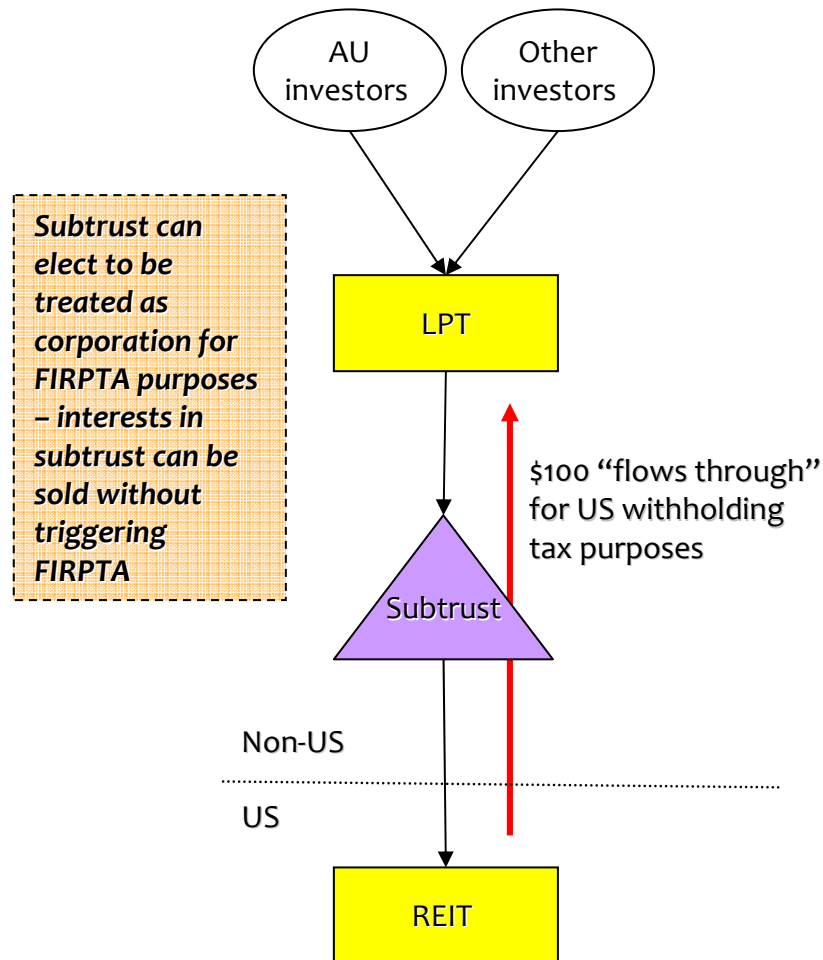 AU
investors
Other
investors
Subtrust can
elect to be
treated as
corporation for
FIRPTA purposes
– interests in
subtrust can be
sold without
triggering
FIRPTA
LPT
$100 “flows through”
for US withholding
tax purposes
Subtrust
Non-US
US
REIT